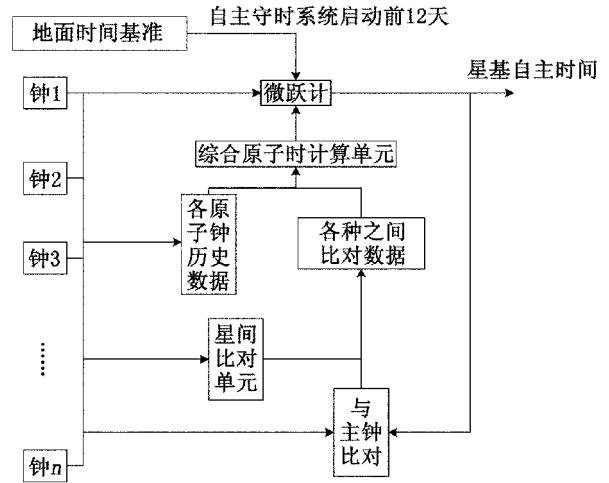 自主守时系统启动前12天
地面时间基准
星基自主时间
钟1
微跃计
综合原子时计算单元
钟2
各原
子钟
历史
数据
各种之间
比对数据
钟3
星间
比对
单元
......
与
主钟
比对
钟n